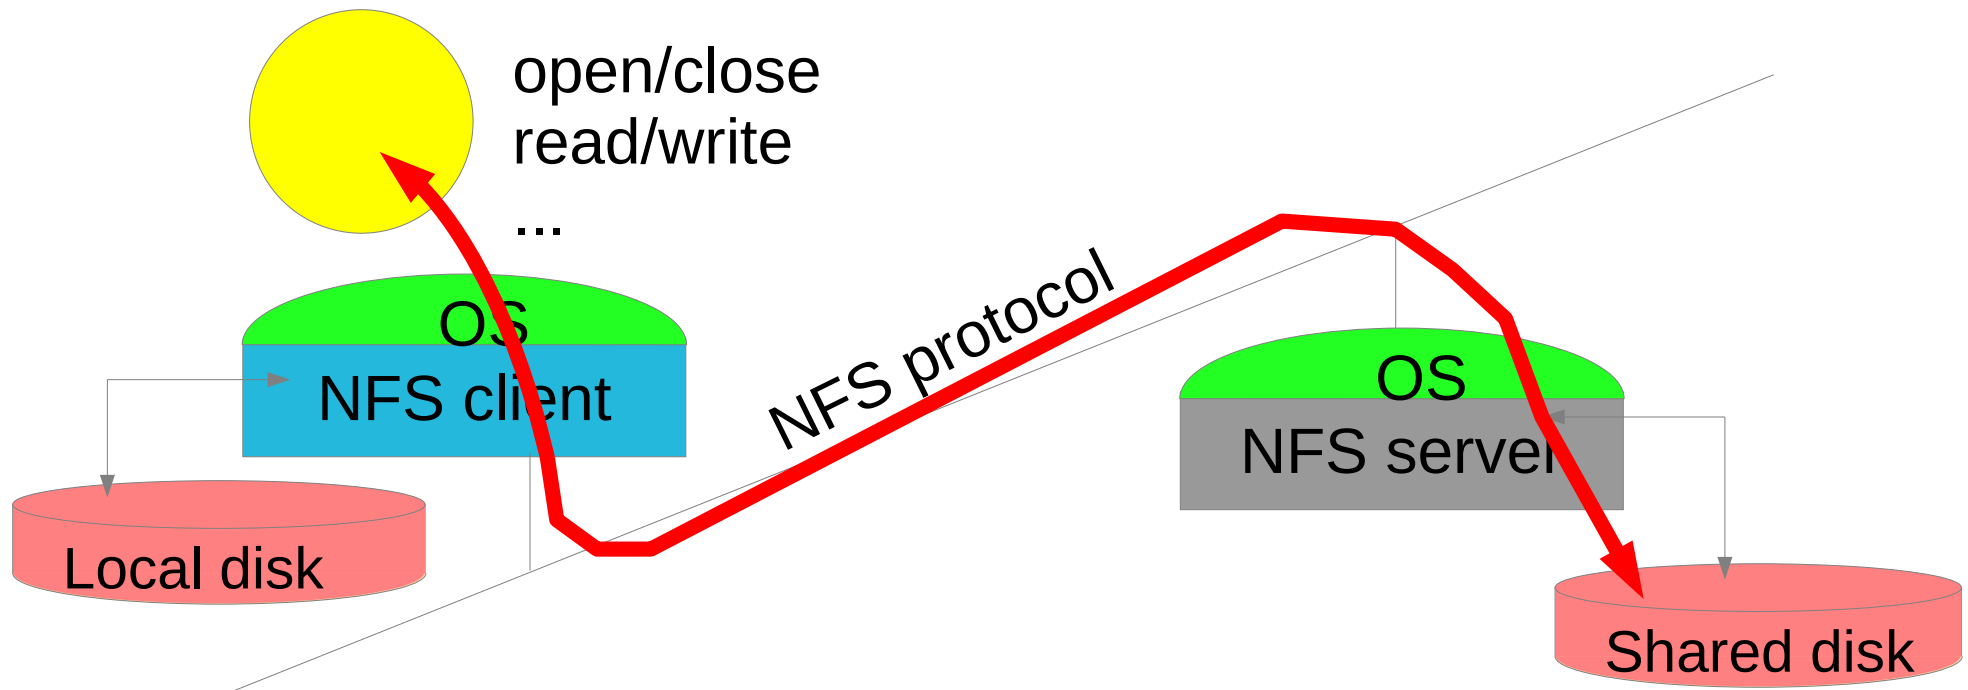 open/close
read/write
...
OS
NFS client
Local disk
NFS protocol
OS
NFS server
Shared disk